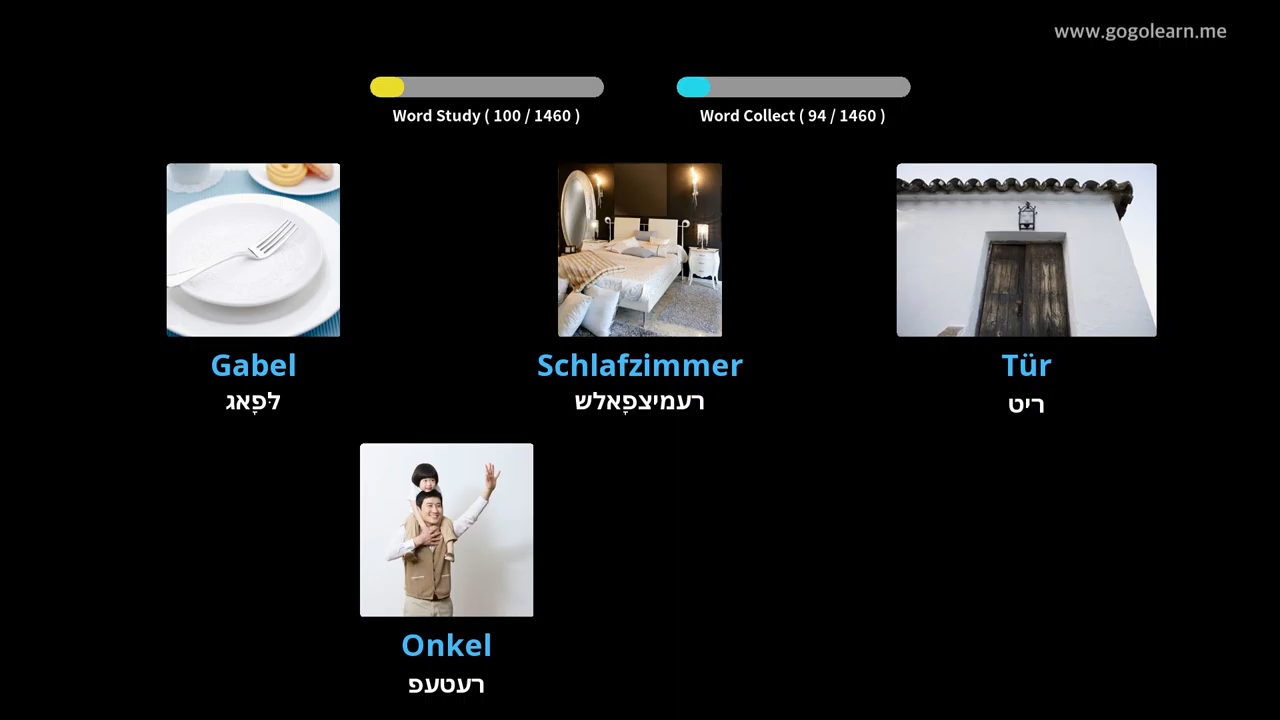 www.gogolearn.me
Word Study ( 100 / 1460 )
Word Collect ( 94 / 1460 )
Gabel
לּפָאג
Schlafzimmer
רעמיצפָאלש
Tür
ריט
Onkel
רעטעפ